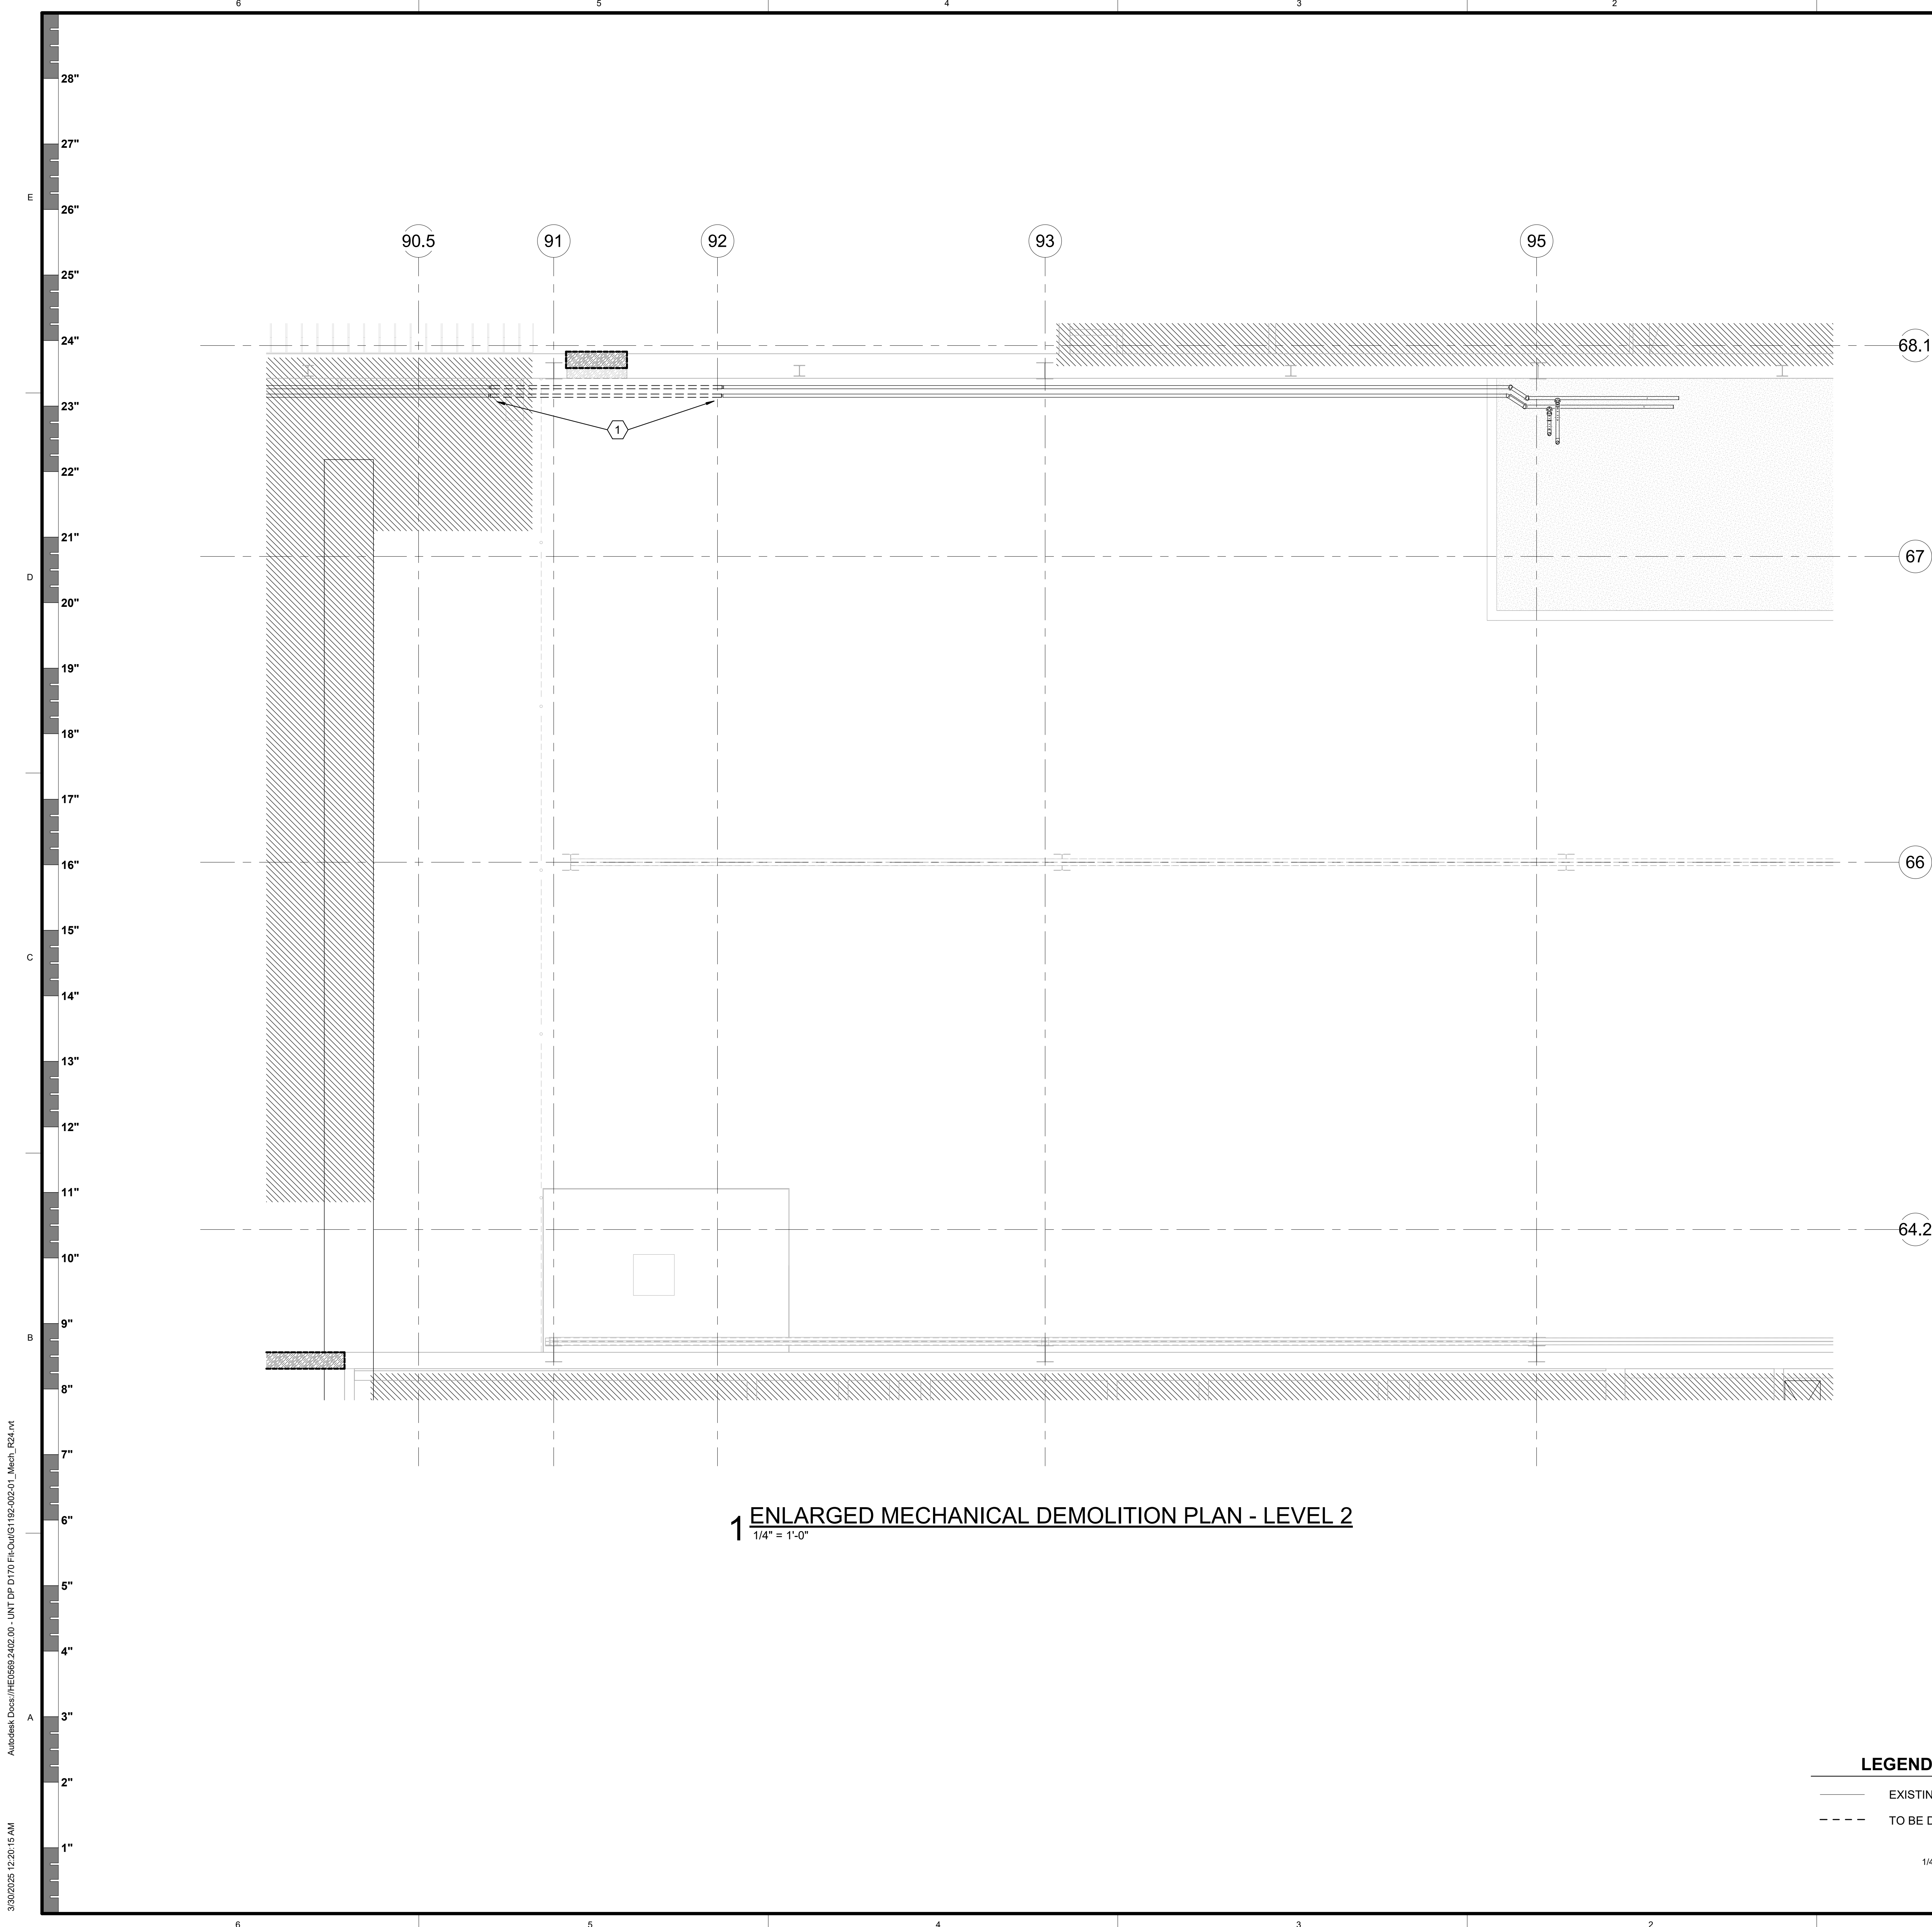 6 5 4 3 2
28"
27"
E
26"
90.5 91 92 93 95
25"
24"
68.1
23"
1
22"
21"
67
D
20"
19"
18"
17"
16"
66
15"
C
14"
13"
12"
11"
64.2
10"
9"
B
8"
7"
6"
1 ENLARGED MECHANICAL DEMOLITION PLAN - LEVEL 2
1/4" = 1'-0"
5"
4"
A
3"
2"
1"
LEGEND
EXISTIN
TO BE D
1/4
Autodesk Docs://HE0569.2402.00 - UNT DP D170 Fit-Out/G1192-002-01_Mech_R24.rvt
3/30/2025 12:20:15 AM
6 5 4 3 2